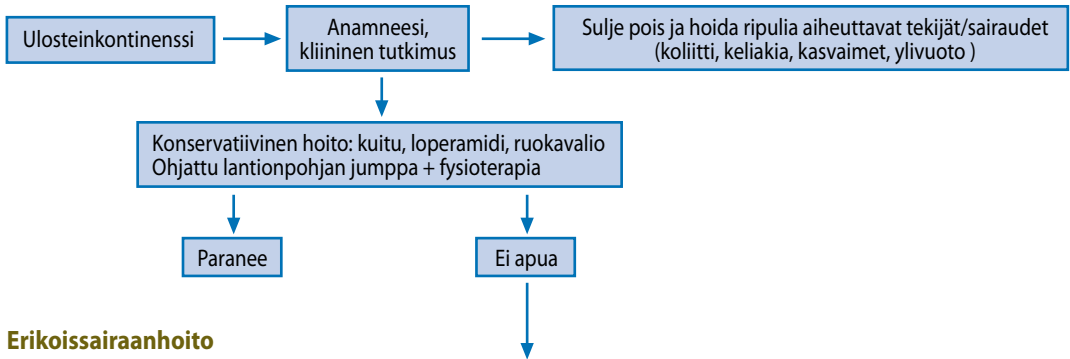 Ulosteinkontinenssi
Anamneesi,
kliininen tutkimus
Sulje pois ja hoida ripulia aiheuttavat tekijät/sairaudet
(koliitti, keliakia, kasvaimet, ylivuoto )
Konservatiivinen hoito: kuitu, loperamidi, ruokavalio
Ohjattu lantionpohjan jumppa + fysioterapia
Paranee
Ei apua
Erikoissairaanhoito